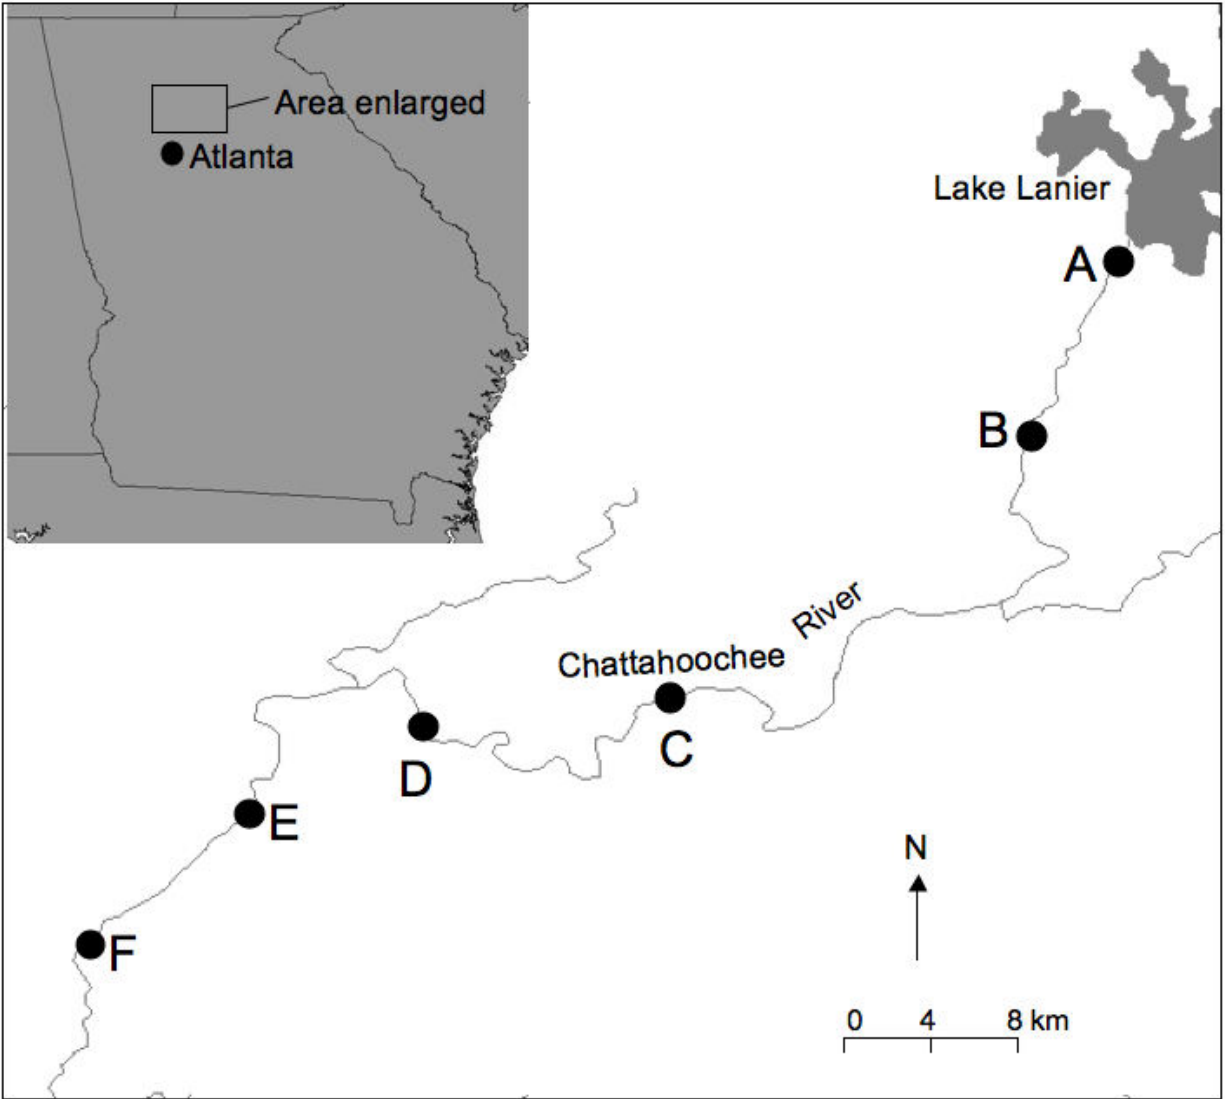 Area enlarged
Atlanta
Lake Lanier
A
B
River
Chattahoochee
C
D
E
F
N
0 4 8 km